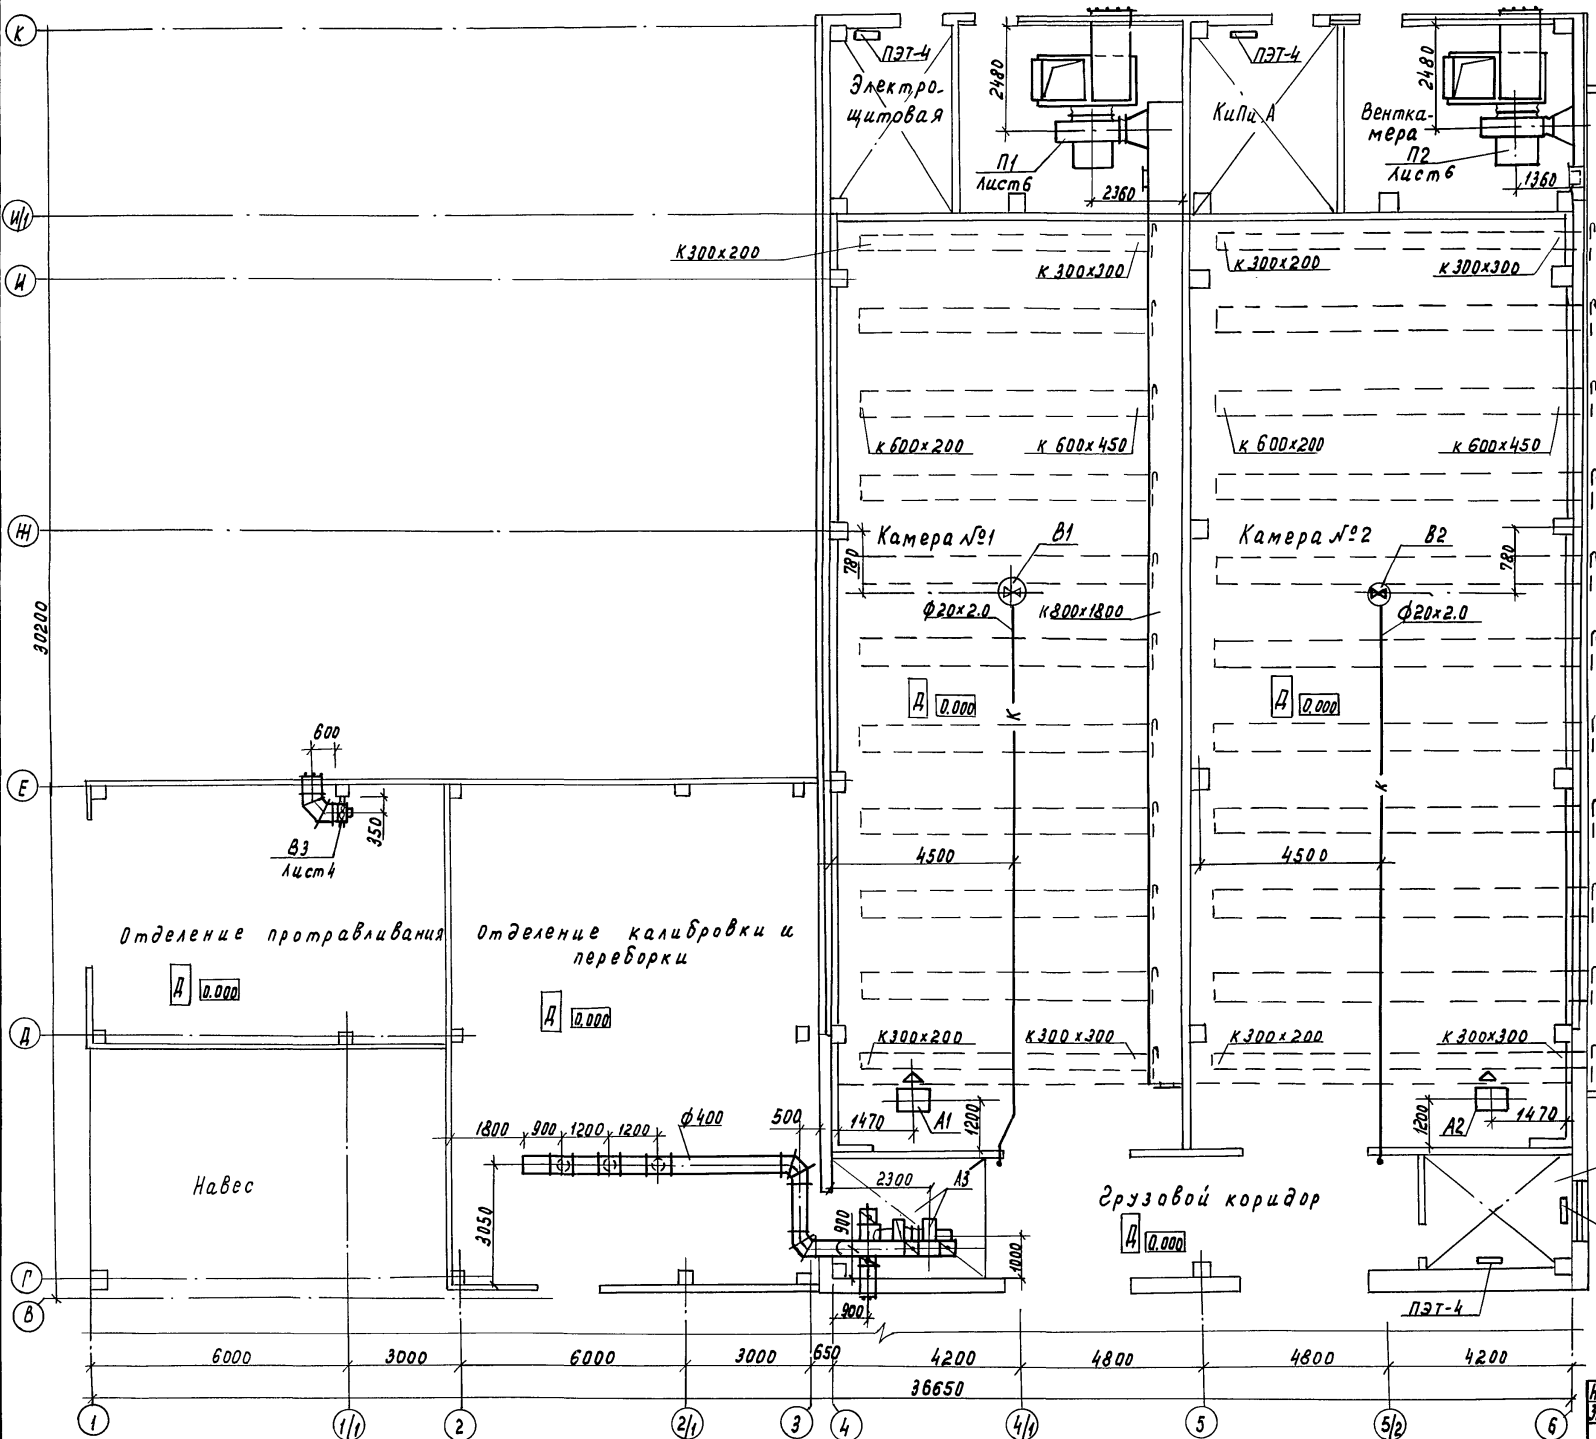 К
ПЭТ-4
2480
Электро-
щитовая
П1
Лист6
2360
ПЭТ-4
КиПиА
2480
Венткамера
П2
Лист6
1360
И/1
И
К300х200
К300х300
К300х200
К300х300
К600х200
К600х450
К600х200
К600х450
Ж
Камера №1
В1
780
Камера №2
В2
780
ф20х2.0
К800х1800
ф20х2.0
30200
Д
0.000
К
Д
0.000
К
600
Е
350
В3
Лист4
4500
4500
Отделение протравливания
Отделение калибровки и
переборки
Д
0.000
Д
0.000
Д
К300х200
К300х300
К300х200
К300х300
1800
900
1200
1200
ф400
500
1470
А1
1200
1200
А2
1470
Навес
3050
2300
А3
900
1000
Грузавой коридор
Д
0.000
Г
В
900
ПЭТ-4
6000
3000
6000
3000
650
4200
4800
4800
4200
36650
1
1/1
2
2/1
3
4
4/1
5
5/2
6